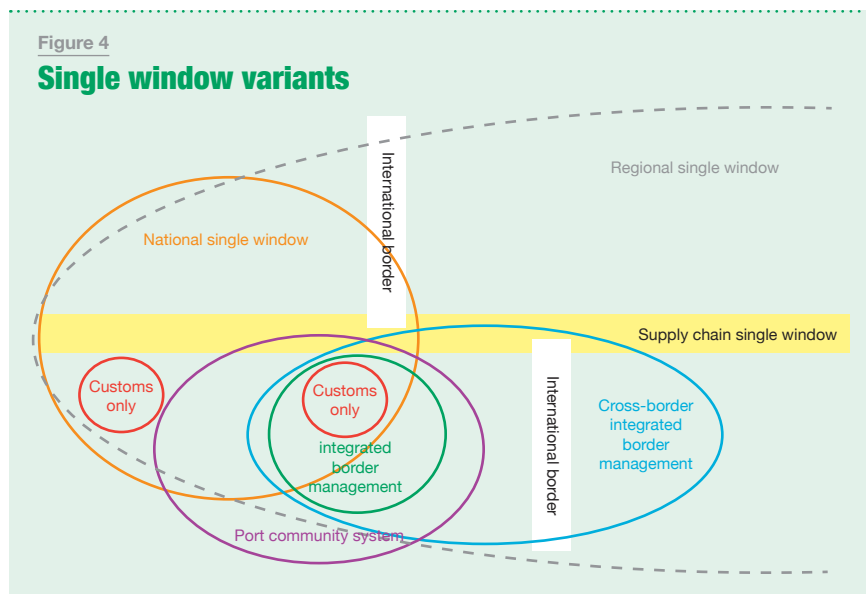 Figure 4
Single window variants
International border
Regional single window
National single window
Supply chain single window
Customs
only
Customs
only
International border
Cross-border
integrated
border
management
integrated
border
management
Port community system